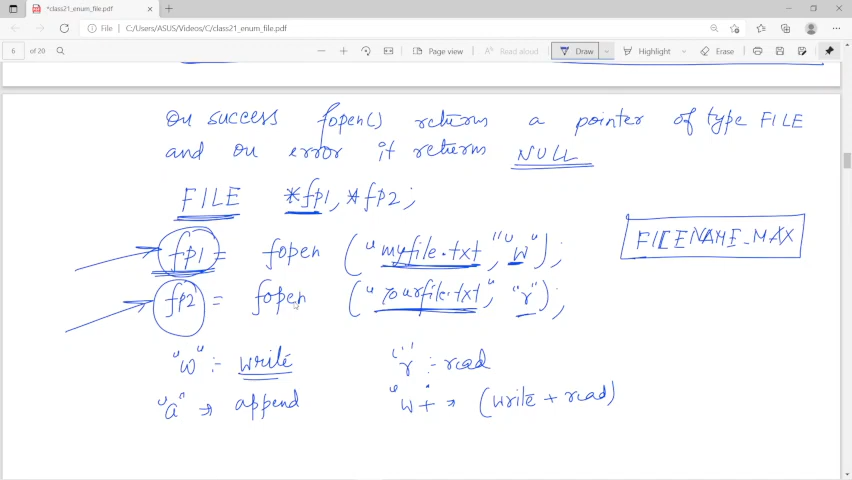 *class21_enum_file.pdf
File C:/Users/ASUS/Videos/C/class21_enum_file.pdf
6 of 20 Page view Read aloud Draw Highlight Erase
On success fopen() returns a pointer of type FILE
and on error it returns NULL
FILE *fp1, *fp2;
fp1 = fopen ("myfile.txt", "w");
FILENAME_MAX
fp2 = fopen ("yourfile.txt", "r");
"w" :- write "r" :- read
"a" → append "w+" → (write + read)